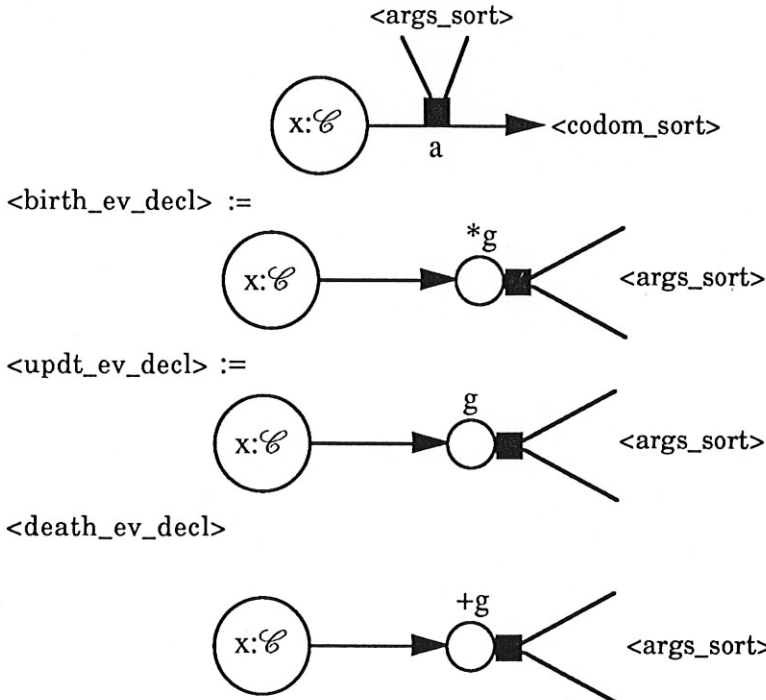 <args_sort>
x:𝒞
<codom_sort>
a
<birth_ev_decl> :=
*g
x:𝒞
<args_sort>
<updt_ev_decl> :=
g
x:𝒞
<args_sort>
<death_ev_decl>
+g
x:𝒞
<args_sort>